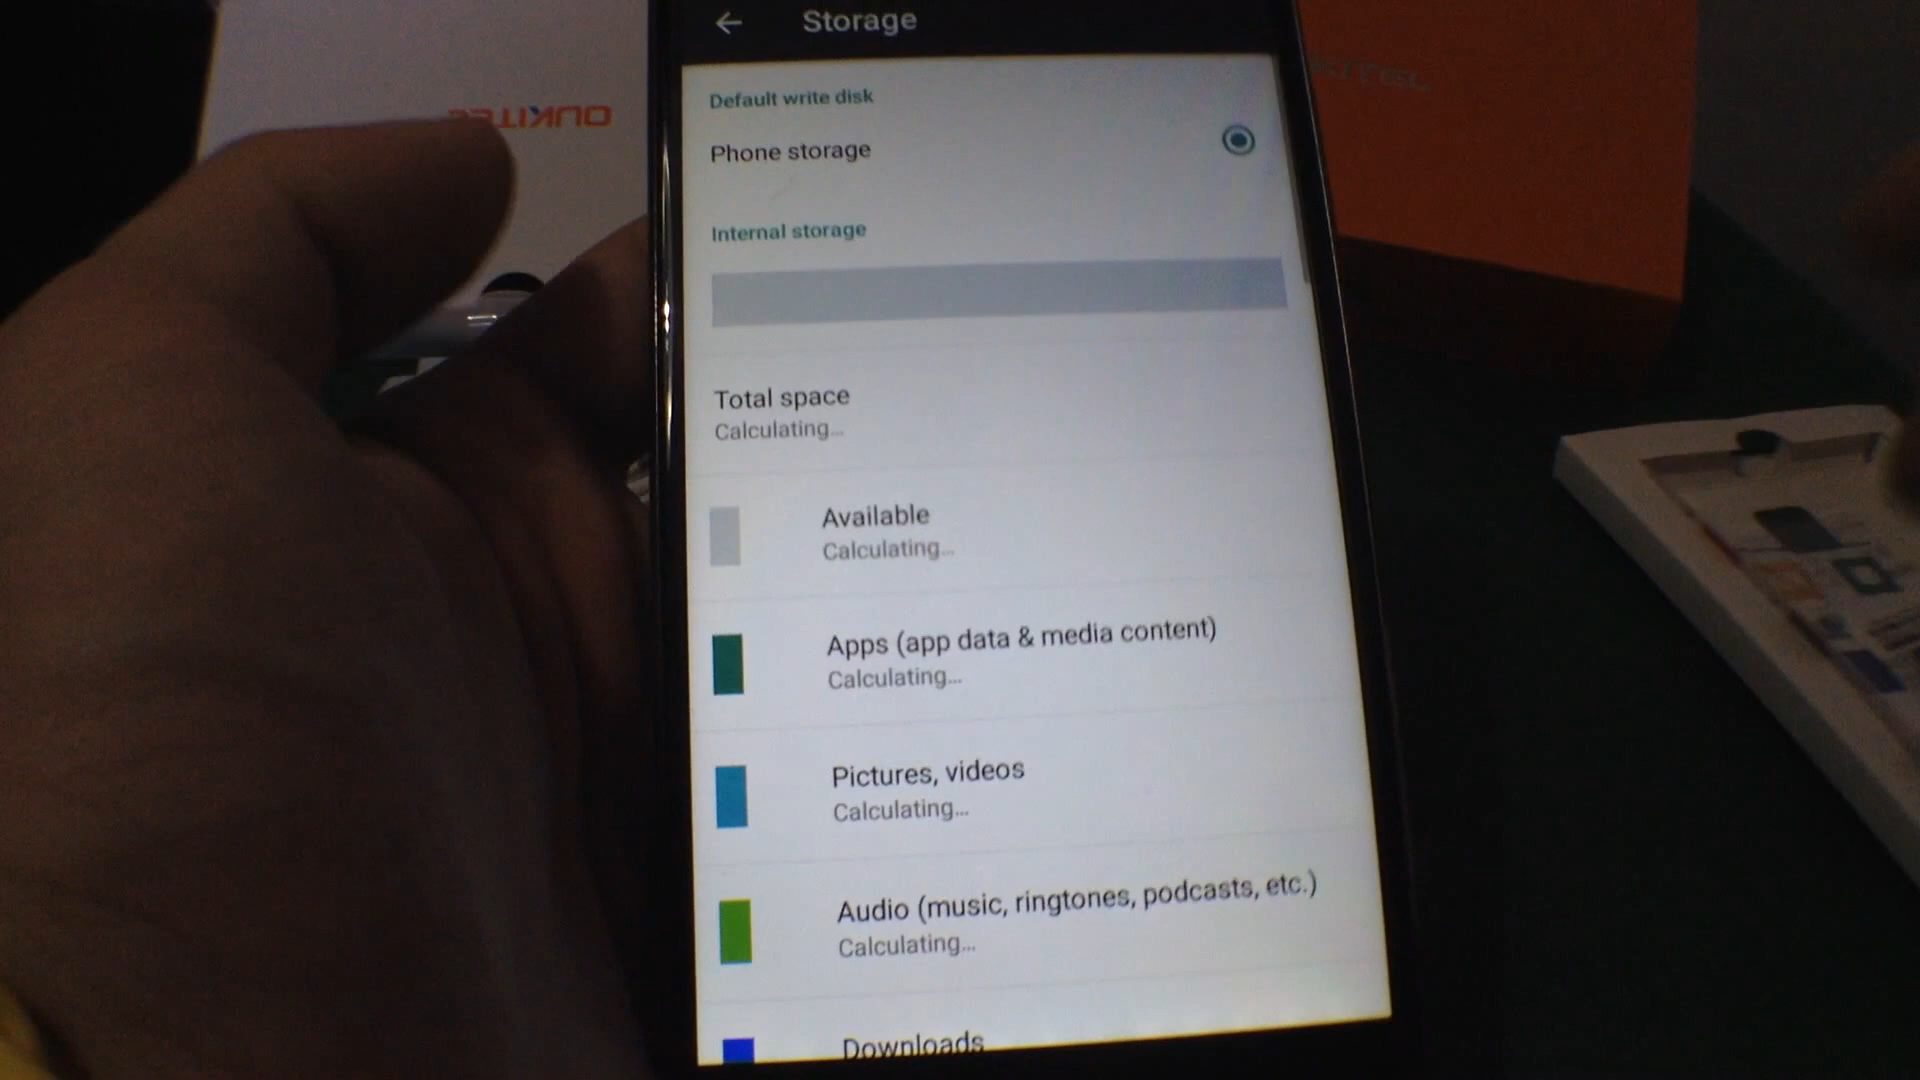 Storage
OUKITEL
Default write disk
Phone storage
Internal storage
Total space
Calculating...
Available
Calculating...
Apps (app data & media content)
Calculating...
Pictures, videos
Calculating...
Audio (music, ringtones, podcasts, etc.)
Calculating...
Downloads